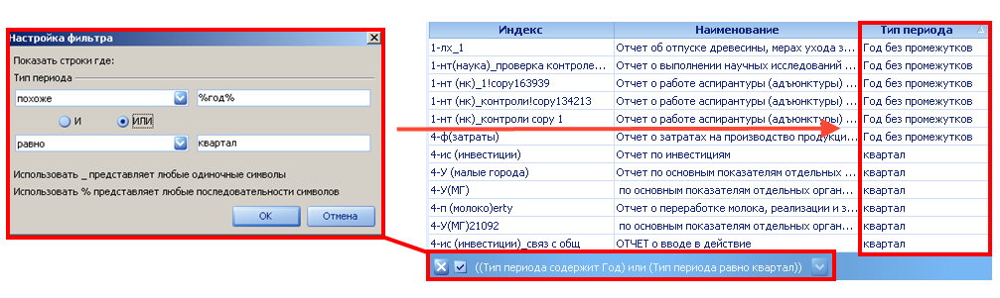 Настройка фильтра
Показать строки где:
Тип периода
похоже %год%
И ИЛИ
равно квартал
Использовать _ представляет любые одиночные символы
Использовать % представляет любые последовательности символов
OK Отмена
Индекс Наименование Тип периода
1-лх_1 Отчет об отпуске древесины, мерах ухода з... Год без промежутков
1-нт(наука)_проверка контроле... Отчет о выполнении научных исследований ... Год без промежутков
1-нт (нк)_1!copy163939 Отчет о работе аспирантуры (адъюнктуры) ... Год без промежутков
1-нт (нк)_контроли!copy134213 Отчет о работе аспирантуры (адъюнктуры) ... Год без промежутков
1-нт (нк)_контроли copy 1 Отчет о работе аспирантуры (адъюнктуры) ... Год без промежутков
4-ф(затраты) Отчет о затратах на производство продукци... Год без промежутков
4-ис (инвестиции) Отчет по инвестициям квартал
4-У (малые города) Отчет по основным показателям отдельных ... квартал
4-У(МГ) по основным показателям отдельных орган... квартал
4-п (молоко)erty Отчет о переработке молока, реализации и з... квартал
4-У(МГ)21092 по основным показателям отдельных орган... квартал
4-ис (инвестиции)_связ с общ ОТЧЕТ о вводе в действие квартал
((Тип периода содержит Год) или (Тип периода равно квартал))